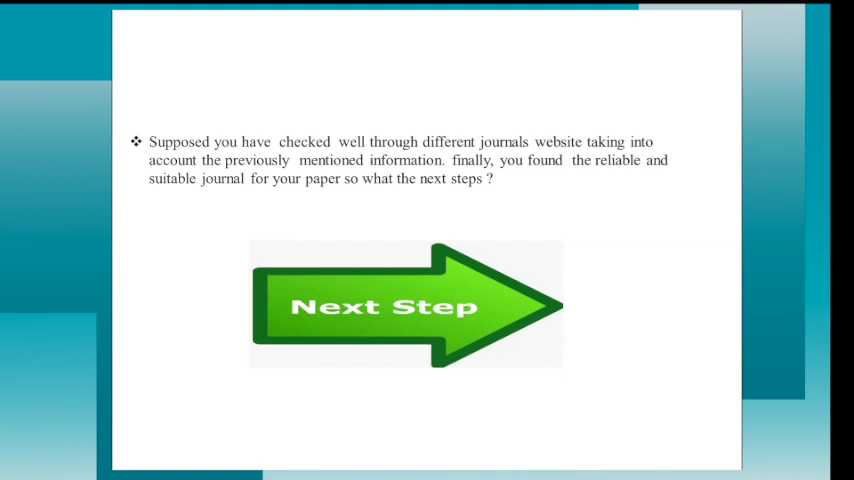 ❖ Supposed you have checked well through different journals website taking into
account the previously mentioned information. finally, you found the reliable and
suitable journal for your paper so what the next steps ?
Next Step